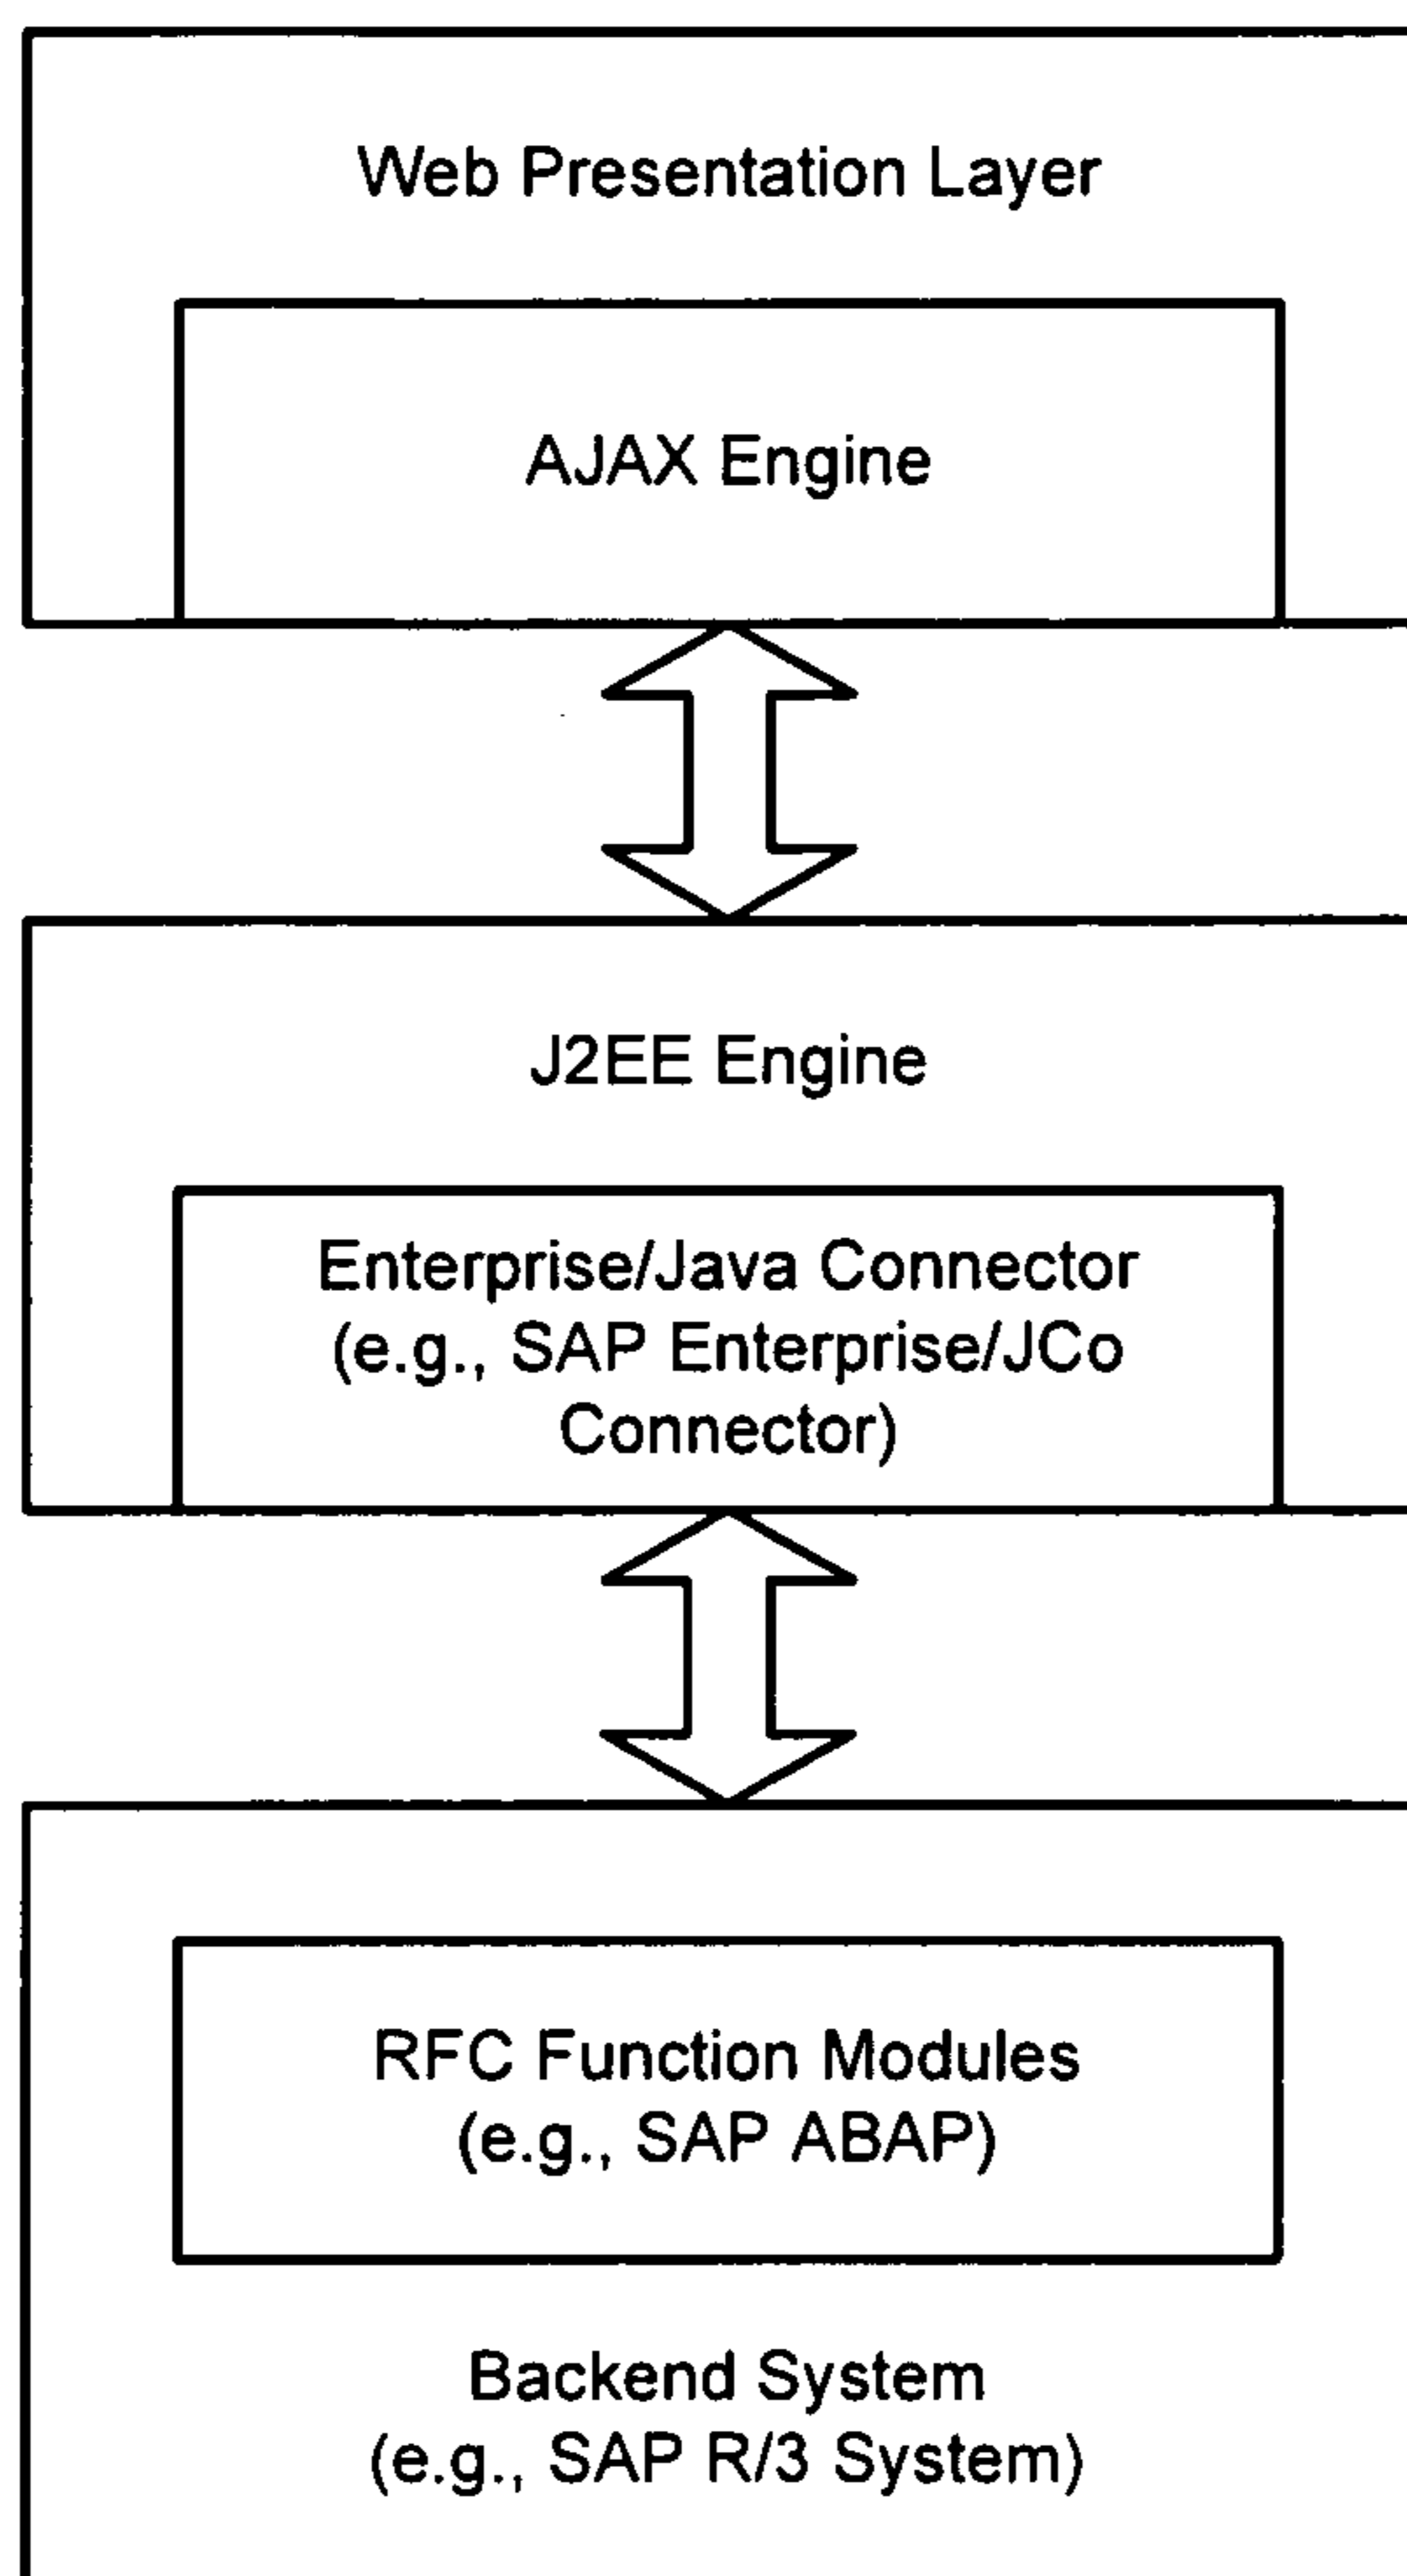 Web Presentation Layer
AJAX Engine
J2EE Engine
Enterprise/Java Connector
(e.g., SAP Enterprise/JCo
Connector)
RFC Function Modules
(e.g., SAP ABAP)
Backend System
(e.g., SAP R/3 System)